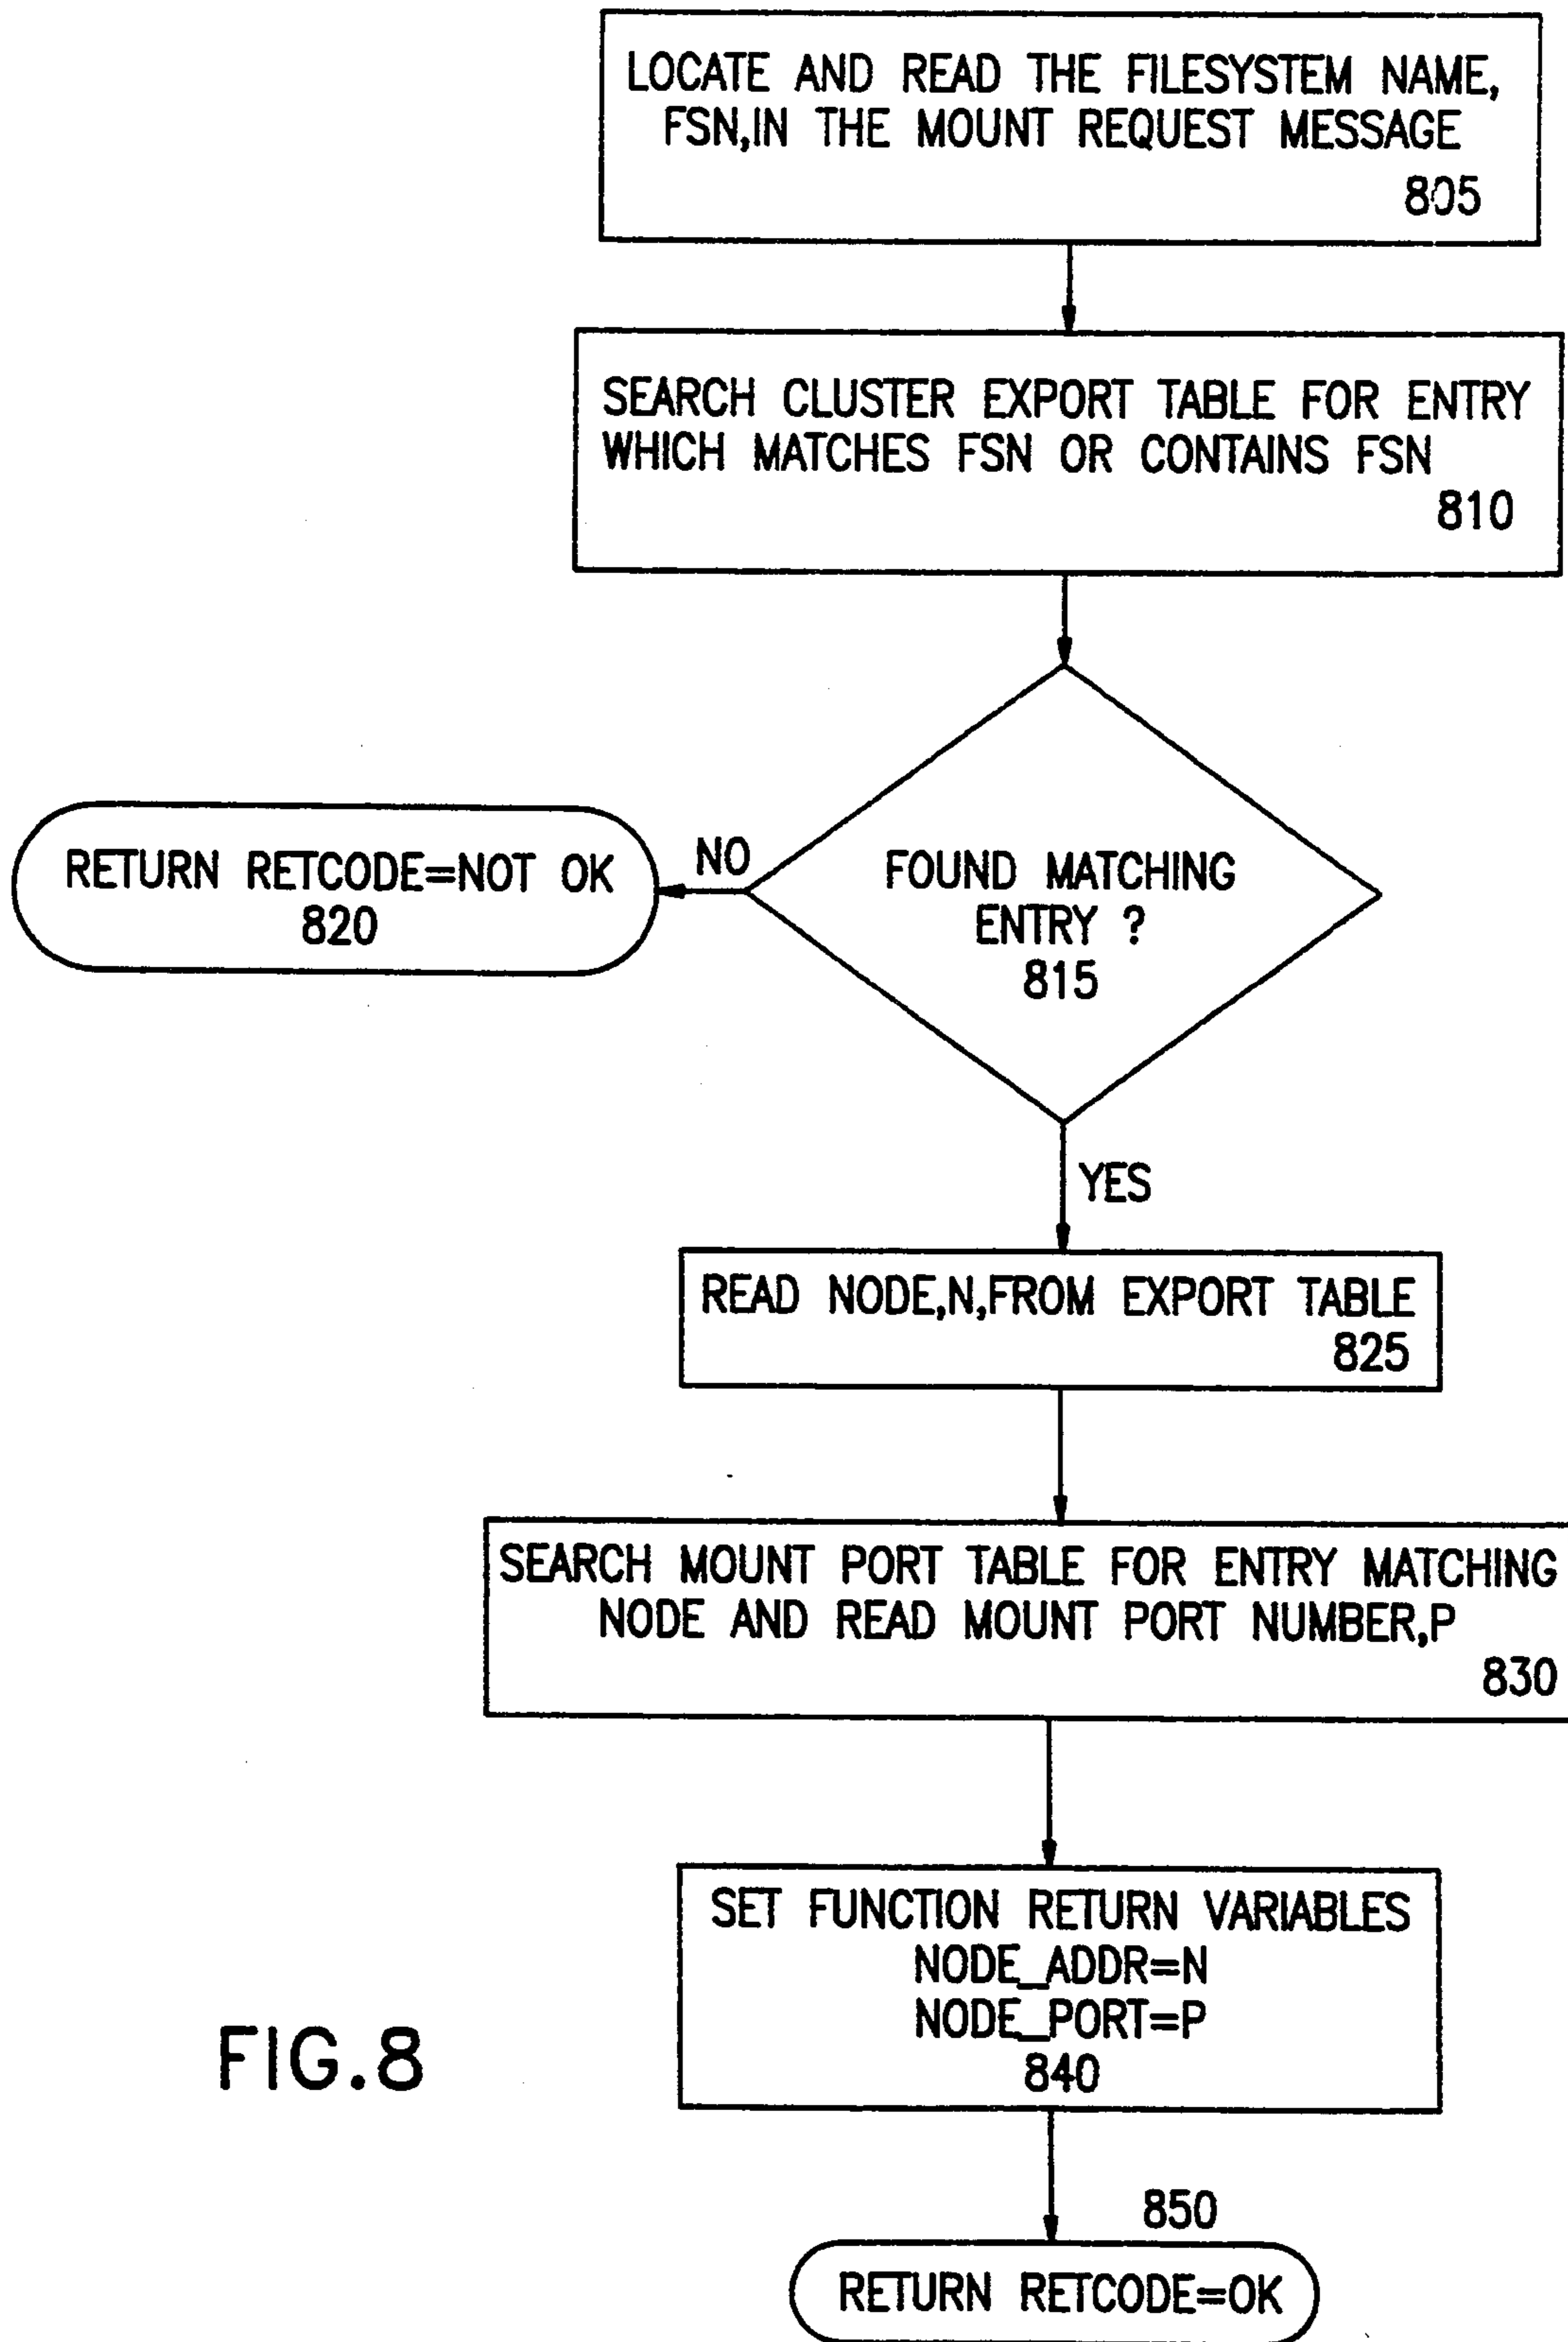 LOCATE AND READ THE FILESYSTEM NAME,
FSN,IN THE MOUNT REQUEST MESSAGE
805
SEARCH CLUSTER EXPORT TABLE FOR ENTRY
WHICH MATCHES FSN OR CONTAINS FSN
810
FOUND MATCHING
ENTRY ?
815
NO
RETURN RETCODE=NOT OK
820
YES
READ NODE,N,FROM EXPORT TABLE
825
SEARCH MOUNT PORT TABLE FOR ENTRY MATCHING
NODE AND READ MOUNT PORT NUMBER,P
830
SET FUNCTION RETURN VARIABLES
NODE_ADDR=N
NODE_PORT=P
840
850
RETURN RETCODE=OK
FIG.8